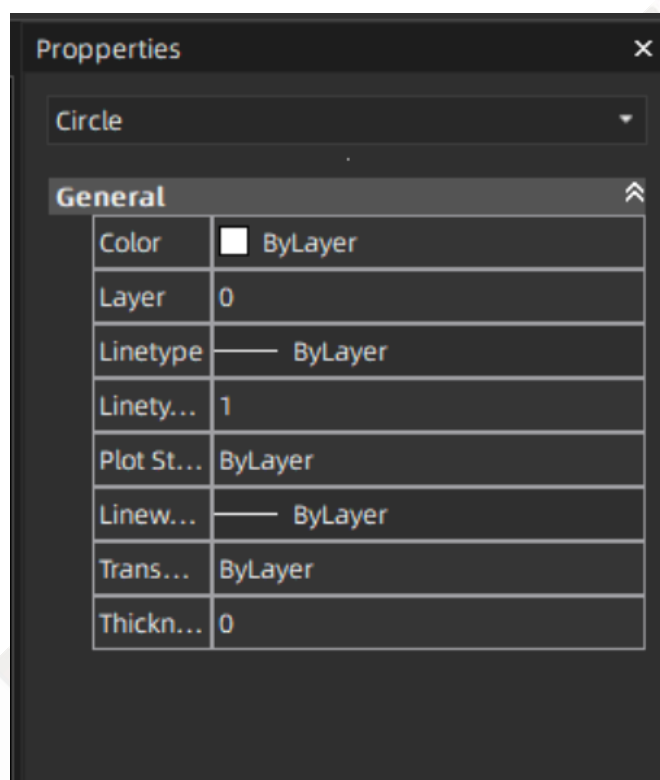 Propperties
Circle
General
Color ByLayer
Layer 0
Linetype ByLayer
Linety... 1
Plot St... ByLayer
Linew... ByLayer
Trans... ByLayer
Thickn... 0